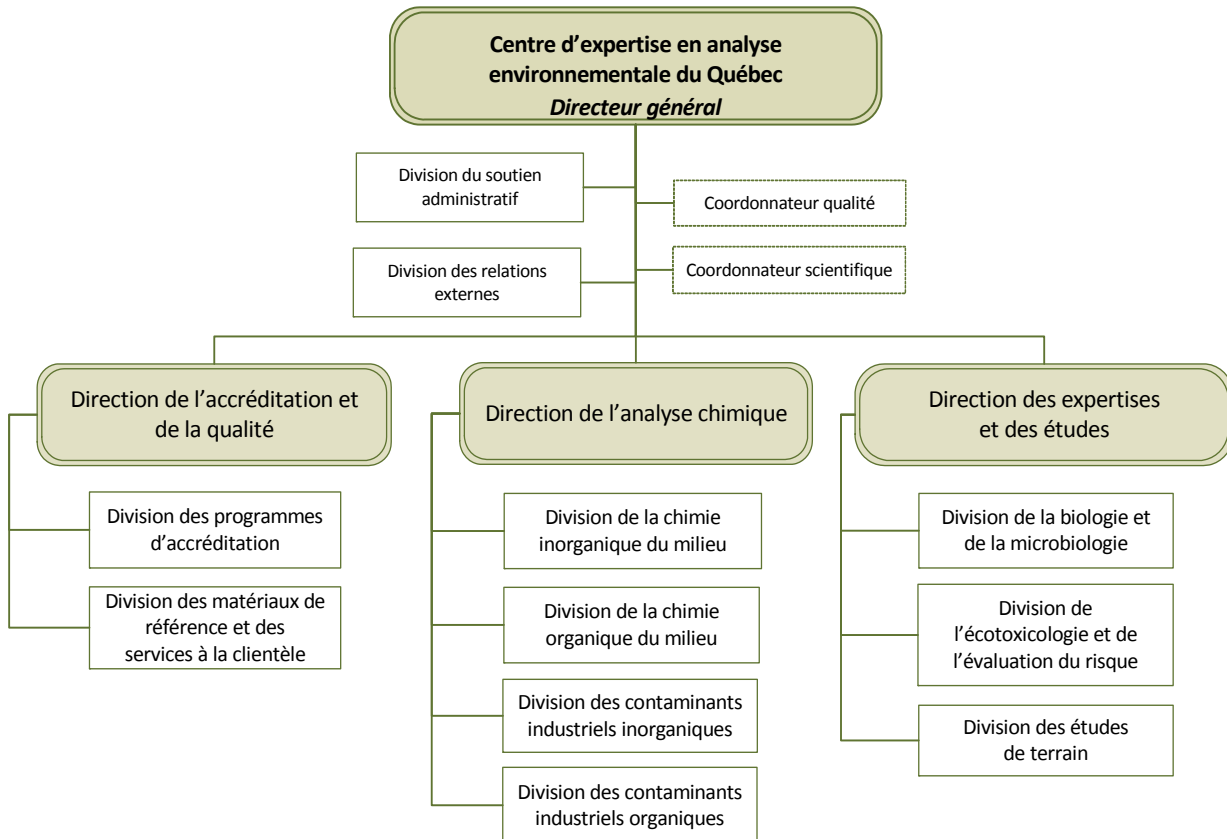 Centre d’expertise en analyse
environnementale du Québec
Directeur général
Division du soutien
administratif
Coordonnateur qualité
Division des relations
externes
Coordonnateur scientifique
Direction de l’accréditation et
de la qualité
Division des programmes
d’accréditation
Division des matériaux de
référence et des
services à la clientèle
Direction de l’analyse chimique
Division de la chimie
inorganique du milieu
Division de la chimie
organique du milieu
Division des contaminants
industriels inorganiques
Division des contaminants
industriels organiques
Direction des expertises
et des études
Division de la biologie et
de la microbiologie
Division de
l’écotoxicologie et de
l’évaluation du risque
Division des études
de terrain